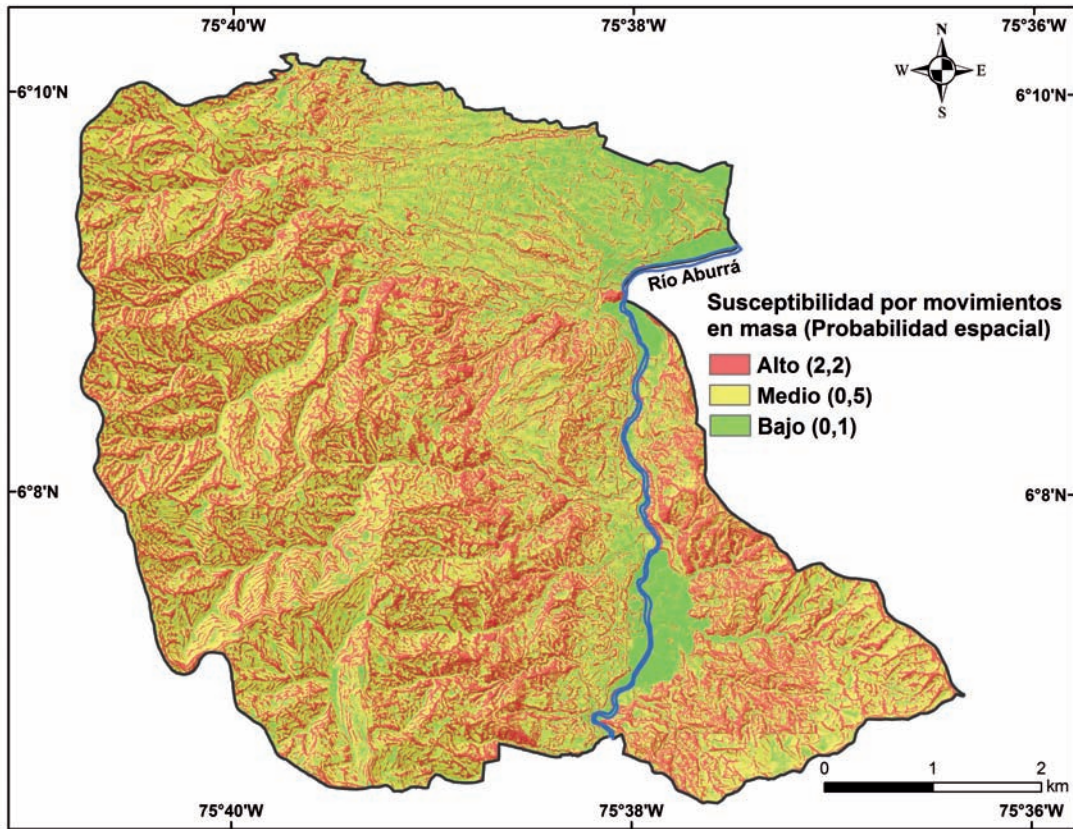 75°40'W 75°38'W 75°36'W
N
W E
S
6°10'N 6°10'N
Río Aburrá
Susceptibilidad por movimientos
en masa (Probabilidad espacial)
Alto (2,2)
Medio (0,5)
Bajo (0,1)
6°8'N 6°8'N
0 1 2
km
75°40'W 75°38'W 75°36'W